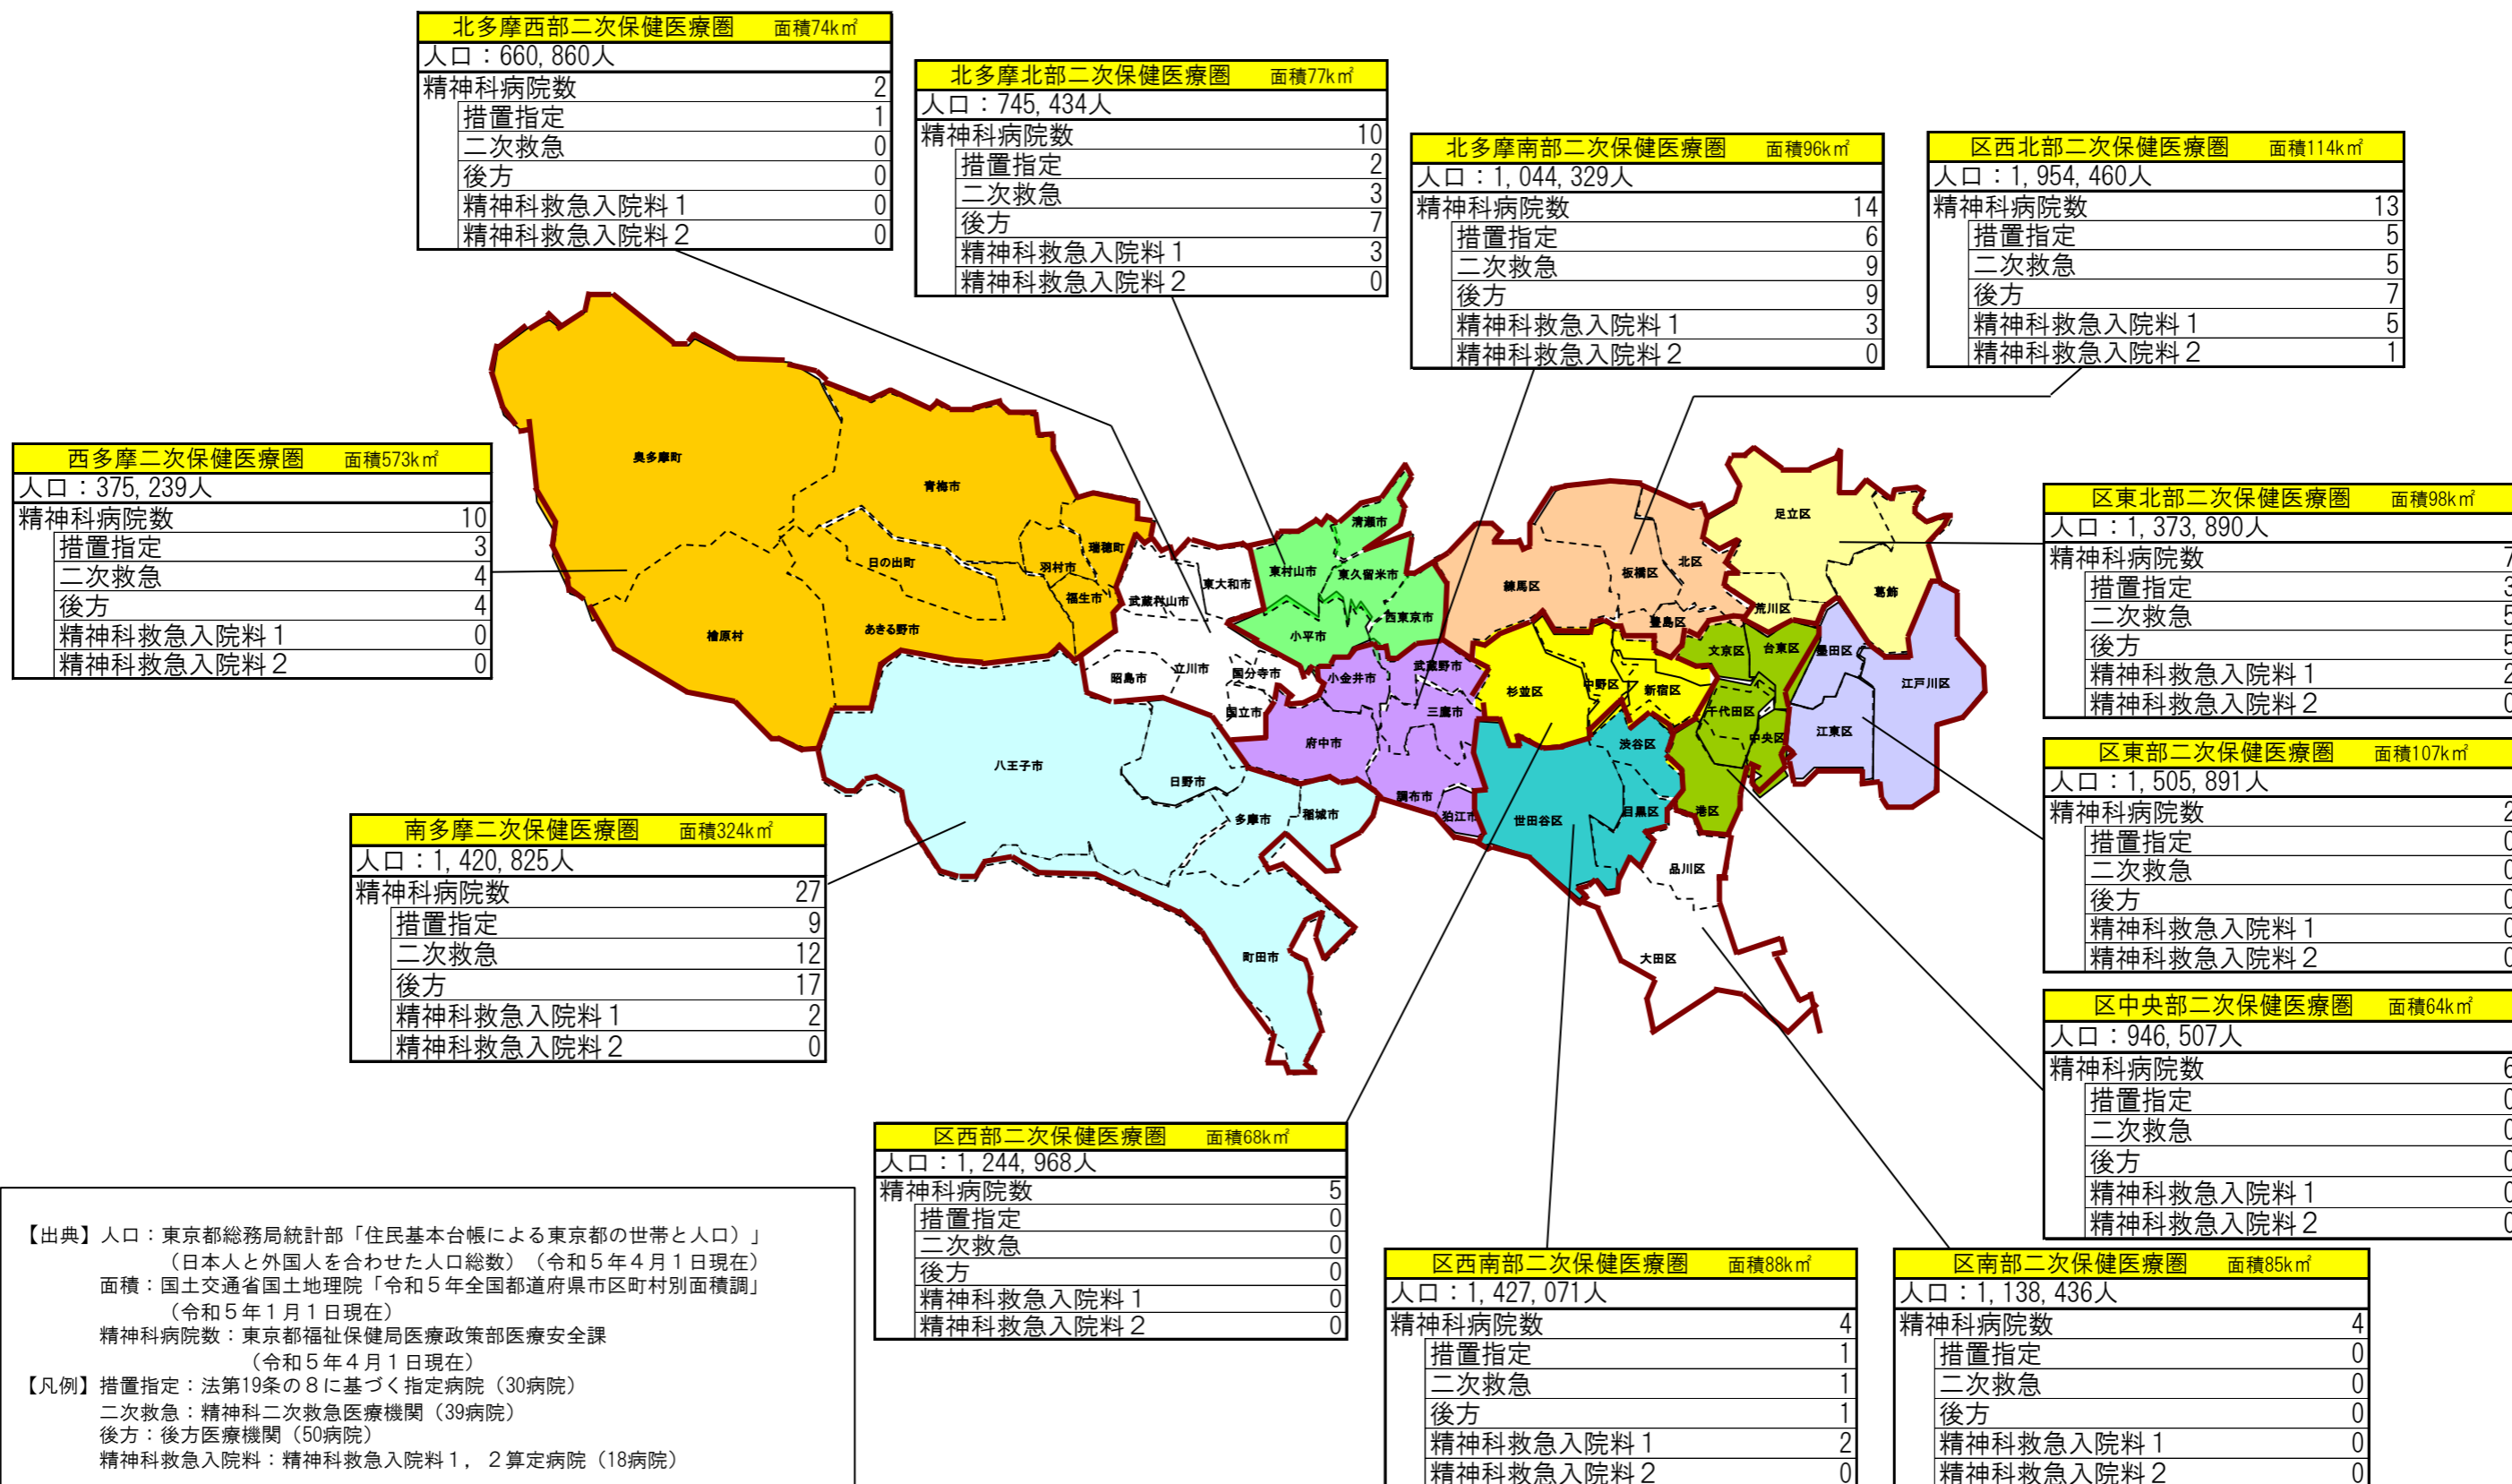 北多摩西部二次保健医療圏 面積74k㎡
人口：660,860人
精神科病院数 2
措置指定 1
二次救急 0
後方 0
精神科救急入院料１ 0
精神科救急入院料２ 0
北多摩北部二次保健医療圏 面積77k㎡
人口：745,434人
精神科病院数 10
措置指定 2
二次救急 3
後方 7
精神科救急入院料１ 3
精神科救急入院料２ 0
北多摩南部二次保健医療圏 面積96k㎡
人口：1,044,329人
精神科病院数 14
措置指定 6
二次救急 9
後方 9
精神科救急入院料１ 3
精神科救急入院料２ 0
区西北部二次保健医療圏 面積114k㎡
人口：1,954,460人
精神科病院数 13
措置指定 5
二次救急 5
後方 7
精神科救急入院料１ 5
精神科救急入院料２ 1
西多摩二次保健医療圏 面積573k㎡
人口：375,239人
精神科病院数 10
措置指定 3
二次救急 4
後方 4
精神科救急入院料１ 0
精神科救急入院料２ 0
区東北部二次保健医療圏 面積98k㎡
人口：1,373,890人
精神科病院数 7
措置指定 3
二次救急 5
後方 5
精神科救急入院料１ 2
精神科救急入院料２ 0
奥多摩町
青梅市
瑞穂町
羽村市
日の出町
福生市
あきる野市
檜原村
東大和市
武蔵村山市
立川市
昭島市
国分寺市
国立市
清瀬市
東村山市
東久留米市
西東京市
小平市
武蔵野市
小金井市
三鷹市
府中市
調布市
狛江市
八王子市
日野市
多摩市
稲城市
町田市
練馬区
板橋区
北区
豊島区
足立区
荒川区
葛飾
文京区
台東区
墨田区
江戸川区
杉並区
中野区
新宿区
千代田区
中央区
江東区
渋谷区
目黒区
世田谷区
港区
品川区
大田区
区東部二次保健医療圏 面積107k㎡
人口：1,505,891人
精神科病院数 2
措置指定 0
二次救急 0
後方 0
精神科救急入院料１ 0
精神科救急入院料２ 0
南多摩二次保健医療圏 面積324k㎡
人口：1,420,825人
精神科病院数 27
措置指定 9
二次救急 12
後方 17
精神科救急入院料１ 2
精神科救急入院料２ 0
区中央部二次保健医療圏 面積64k㎡
人口：946,507人
精神科病院数 6
措置指定 0
二次救急 0
後方 0
精神科救急入院料１ 0
精神科救急入院料２ 0
区西部二次保健医療圏 面積68k㎡
人口：1,244,968人
精神科病院数 5
措置指定 0
二次救急 0
後方 0
精神科救急入院料１ 0
精神科救急入院料２ 0
区西南部二次保健医療圏 面積88k㎡
人口：1,427,071人
精神科病院数 4
措置指定 1
二次救急 1
後方 1
精神科救急入院料１ 2
精神科救急入院料２ 0
区南部二次保健医療圏 面積85k㎡
人口：1,138,436人
精神科病院数 4
措置指定 0
二次救急 0
後方 0
精神科救急入院料１ 0
精神科救急入院料２ 0
【出典】人口：東京都総務局統計部「住民基本台帳による東京都の世帯と人口）」
（日本人と外国人を合わせた人口総数）（令和５年４月１日現在）
面積：国土交通省国土地理院「令和５年全国都道府県市区町村別面積調」
（令和５年１月１日現在）
精神科病院数：東京都福祉保健局医療政策部医療安全課
（令和５年４月１日現在）
【凡例】措置指定：法第19条の８に基づく指定病院（30病院）
二次救急：精神科二次救急医療機関（39病院）
後方：後方医療機関（50病院）
精神科救急入院料：精神科救急入院料１，２算定病院（18病院）